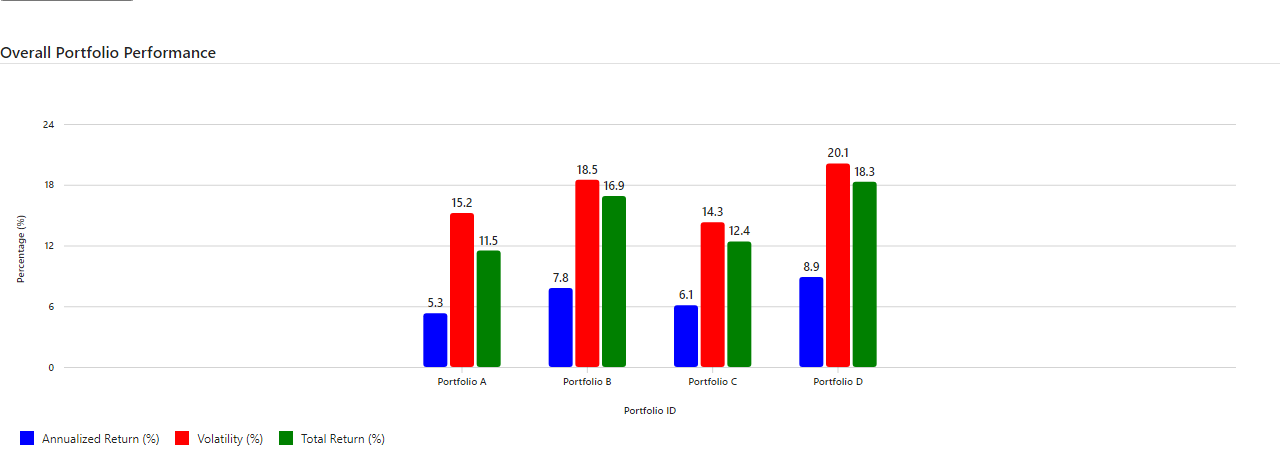 Overall Portfolio Performance
24
18
12
6
0
Percentage (%)
5.3
15.2
11.5
7.8
18.5
16.9
6.1
14.3
12.4
8.9
20.1
18.3
Portfolio A
Portfolio B
Portfolio C
Portfolio D
Portfolio ID
Annualized Return (%) Volatility (%) Total Return (%)